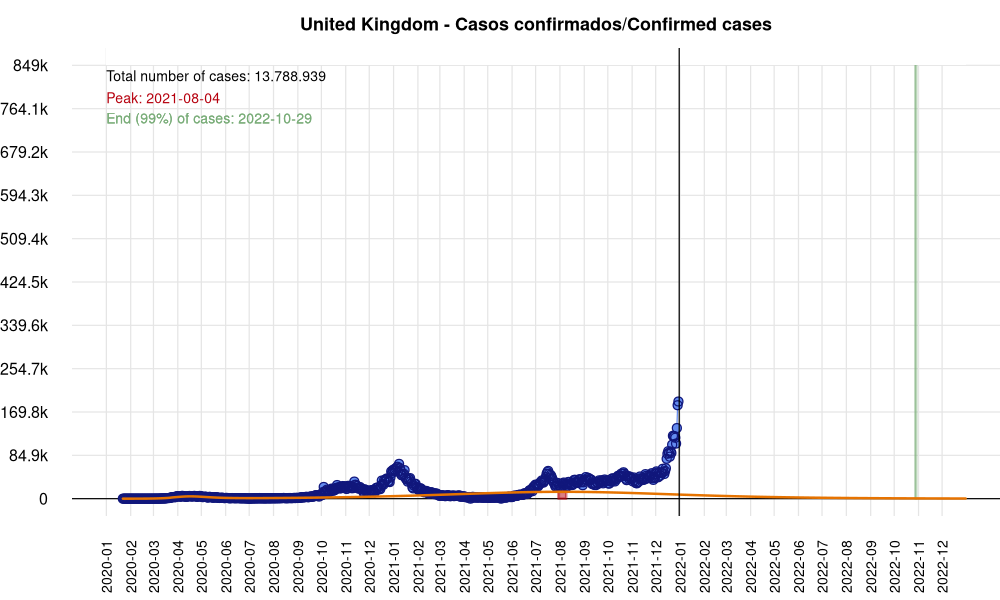 United Kingdom - Casos confirmados/Confirmed cases
849k
Total number of cases: 13.788.939
Peak: 2021-08-04
764.1k
End (99%) of cases: 2022-10-29
679.2k
594.3k
509.4k
424.5k
339.6k
254.7k
169.8k
84.9k
0
2020-01
2020-02
2020-03
2020-04
2020-05
2020-06
2020-07
2020-08
2020-09
2020-10
2020-11
2020-12
2021-01
2021-02
2021-03
2021-04
2021-05
2021-06
2021-07
2021-08
2021-09
2021-10
2021-11
2021-12
2022-01
2022-02
2022-03
2022-04
2022-05
2022-06
2022-07
2022-08
2022-09
2022-10
2022-11
2022-12